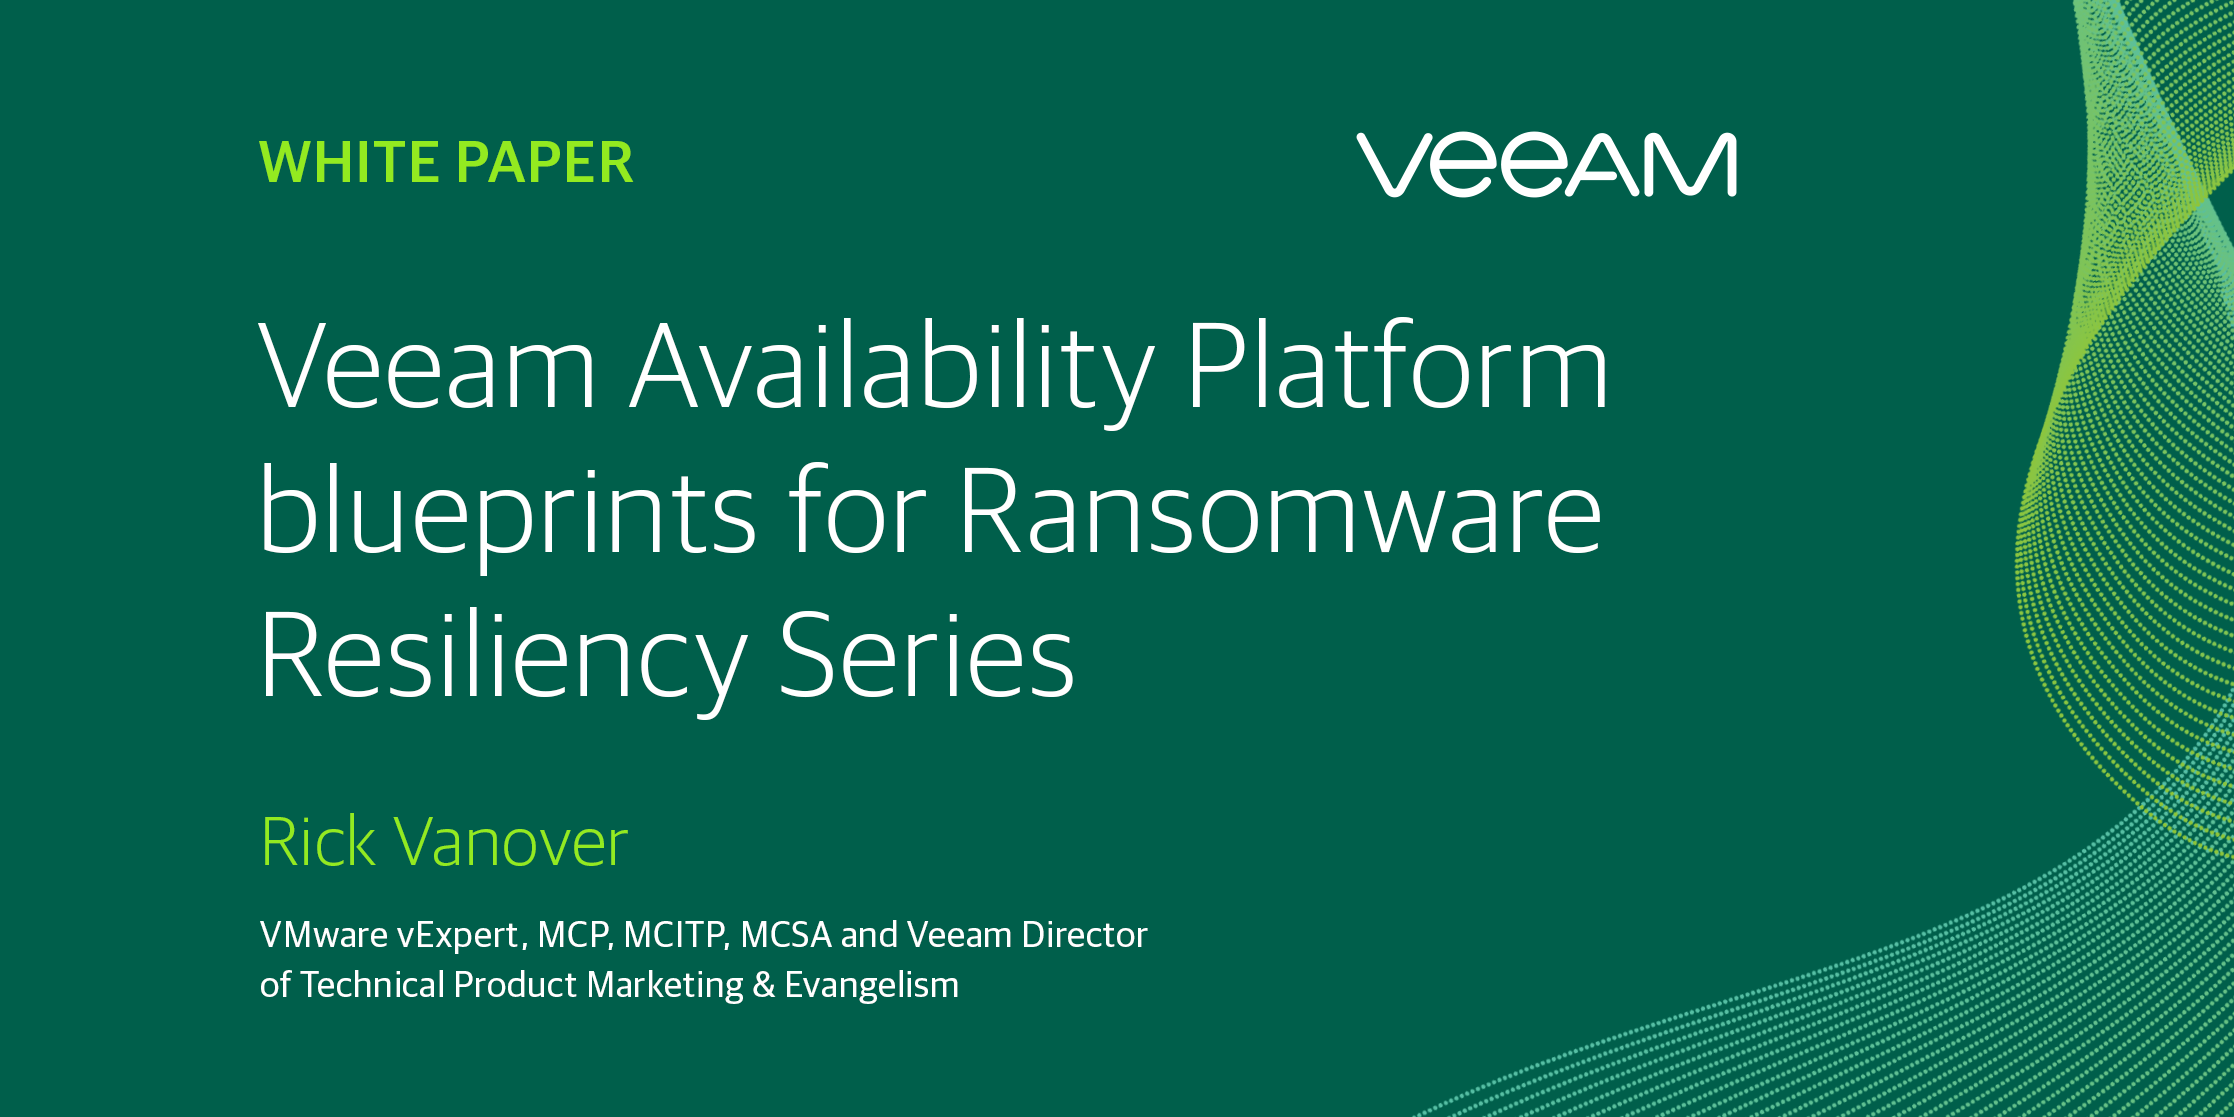 WHITE PAPER
veeAM
Veeam Availability Platform
blueprints for Ransomware
Resiliency Series
Rick Vanover
VMware vExpert, MCP, MCITP, MCSA and Veeam Director
of Technical Product Marketing & Evangelism